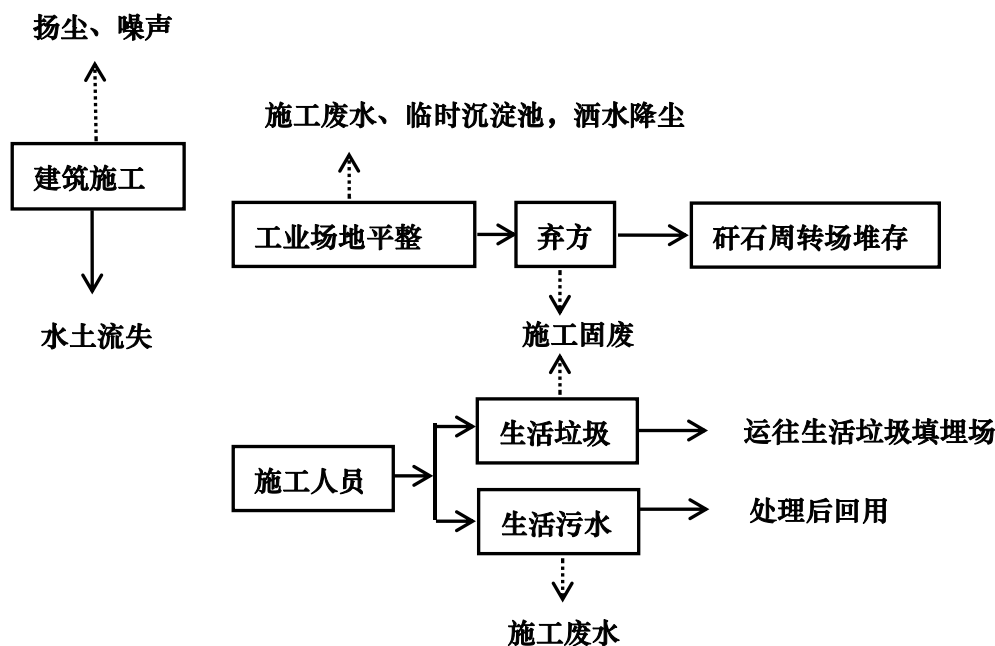 扬尘、噪声
施工废水、临时沉淀池，洒水降尘
建筑施工
工业场地平整
弃方
矸石周转场堆存
水土流失
施工固废
生活垃圾
运往生活垃圾填埋场
施工人员
生活污水
处理后回用
施工废水